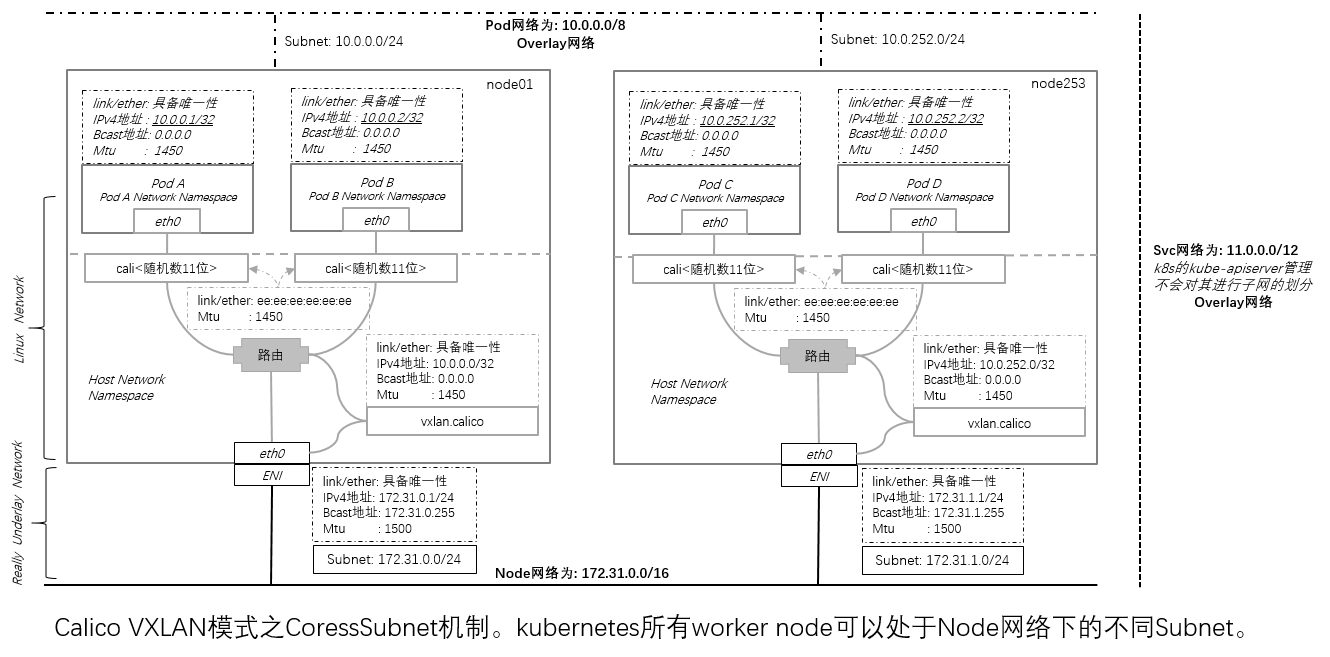 Pod网络为: 10.0.0.0/8
Overlay网络
Subnet: 10.0.0.0/24
Subnet: 10.0.252.0/24
node01
link/ether: 具备唯一性
IPv4地址 : 10.0.0.1/32
Bcast地址: 0.0.0.0
Mtu : 1450
link/ether: 具备唯一性
IPv4地址 : 10.0.0.2/32
Bcast地址: 0.0.0.0
Mtu : 1450
Pod A
Pod A Network Namespace
eth0
Pod B
Pod B Network Namespace
eth0
cali<随机数11位>
cali<随机数11位>
link/ether: ee:ee:ee:ee:ee:ee
Mtu : 1450
路由
link/ether: 具备唯一性
IPv4地址: 10.0.0.0/32
Bcast地址: 0.0.0.0
Mtu : 1450
vxlan.calico
Host Network
Namespace
eth0
ENI
link/ether: 具备唯一性
IPv4地址: 172.31.0.1/24
Bcast地址: 172.31.0.255
Mtu : 1500
Subnet: 172.31.0.0/24
node253
link/ether: 具备唯一性
IPv4地址 : 10.0.252.1/32
Bcast地址: 0.0.0.0
Mtu : 1450
link/ether: 具备唯一性
IPv4地址 : 10.0.252.2/32
Bcast地址: 0.0.0.0
Mtu : 1450
Pod C
Pod C Network Namespace
eth0
Pod D
Pod D Network Namespace
eth0
cali<随机数11位>
cali<随机数11位>
link/ether: ee:ee:ee:ee:ee:ee
Mtu : 1450
路由
link/ether: 具备唯一性
IPv4地址: 10.0.252.0/32
Bcast地址: 0.0.0.0
Mtu : 1450
vxlan.calico
Host Network
Namespace
eth0
ENI
link/ether: 具备唯一性
IPv4地址: 172.31.1.1/24
Bcast地址: 172.31.1.255
Mtu : 1500
Subnet: 172.31.1.0/24
Linux Network
Really Underlay Network
Node网络为: 172.31.0.0/16
Svc网络为: 11.0.0.0/12
k8s的kube-apiserver管理
不会对其进行子网的划分
Overlay网络
Calico VXLAN模式之CoressSubnet机制。kubernetes所有worker node可以处于Node网络下的不同Subnet。